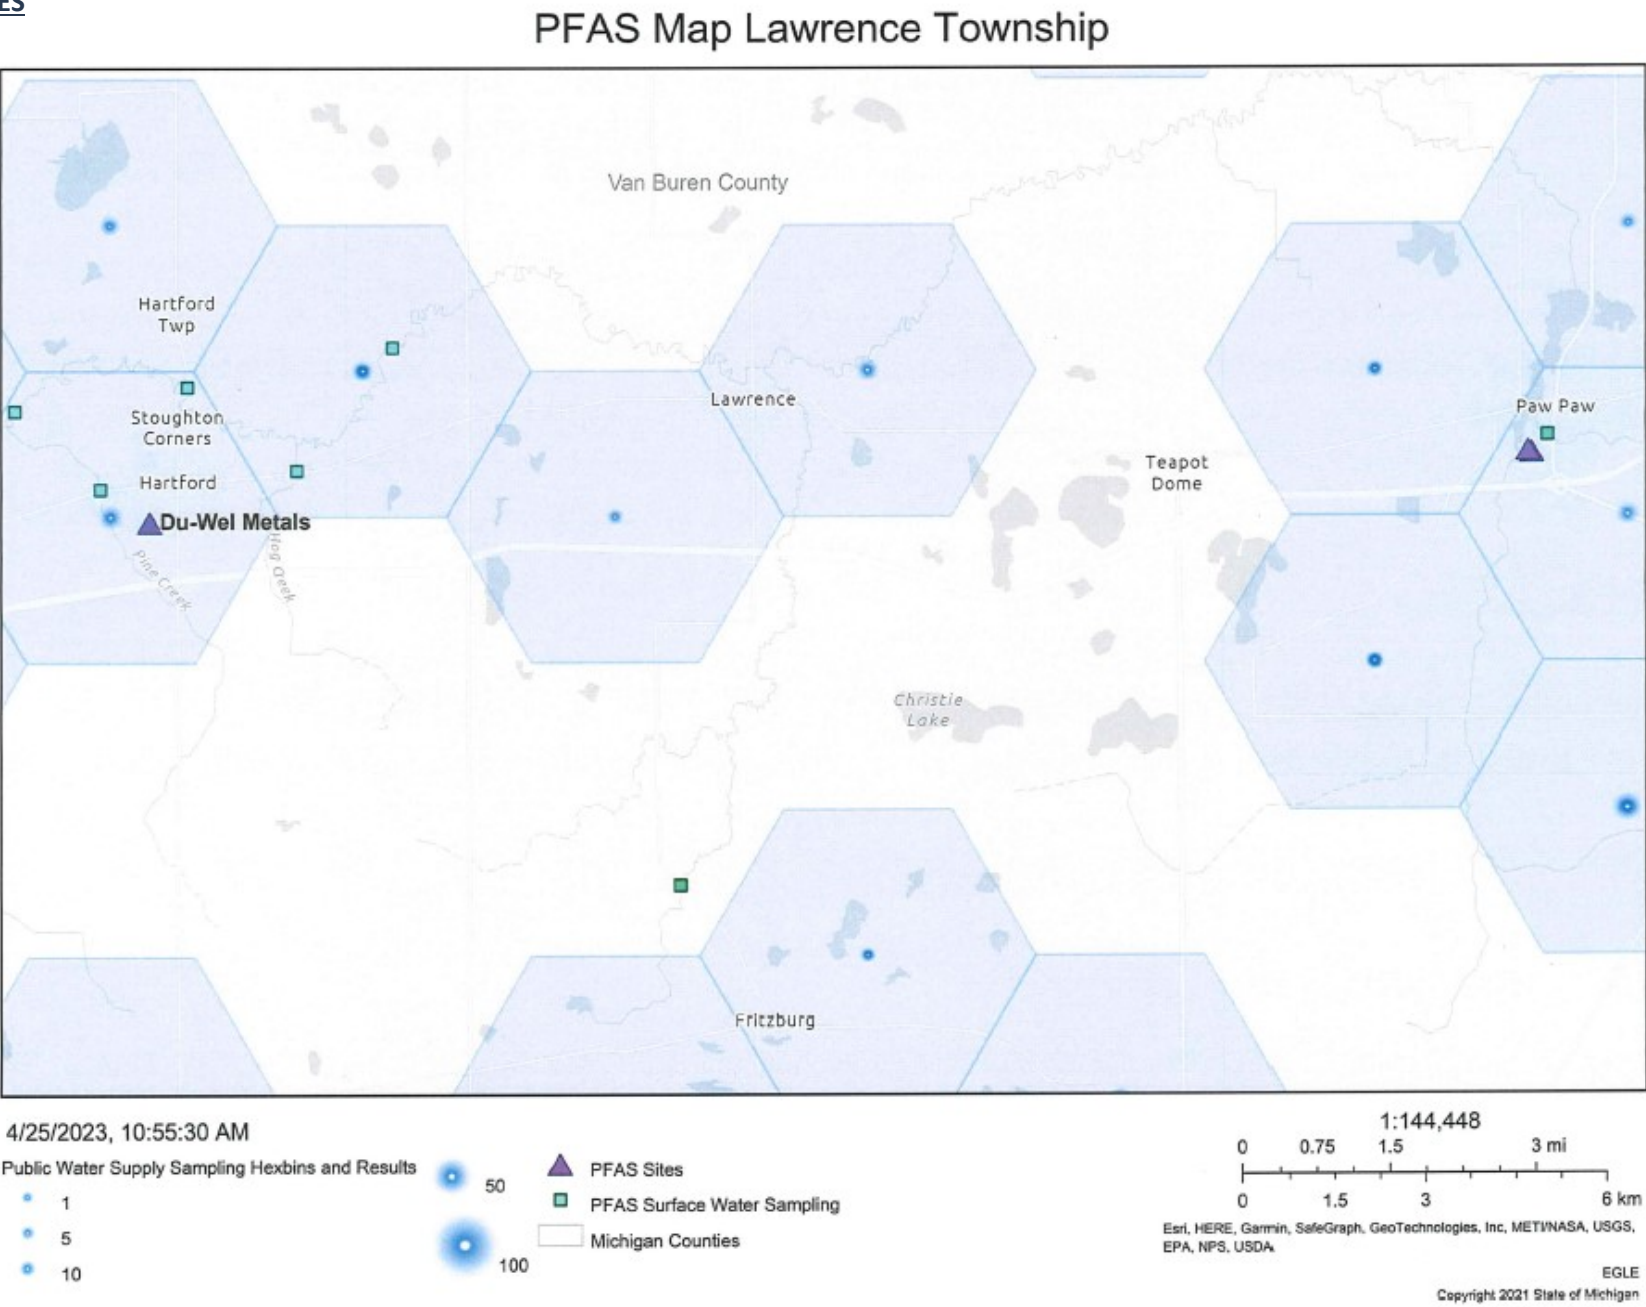 ES
PFAS Map Lawrence Township
Van Buren County
Hartford
Twp
Stoughton
Corners
Hartford
Du-Wel Metals
Pine Creek
Hog Creek
Lawrence
Teapot
Dome
Paw Paw
Christie
Lake
Fritzburg
4/25/2023, 10:55:30 AM
Public Water Supply Sampling Hexbins and Results
1
5
10
50
100
PFAS Sites
PFAS Surface Water Sampling
Michigan Counties
1:144,448
0 0.75 1.5 3 mi
0 1.5 3 6 km
Esri, HERE, Garmin, SafeGraph, GeoTechnologies, Inc, METI/NASA, USGS,
EPA, NPS, USDA
EGLE
Copyright 2021 State of Michigan